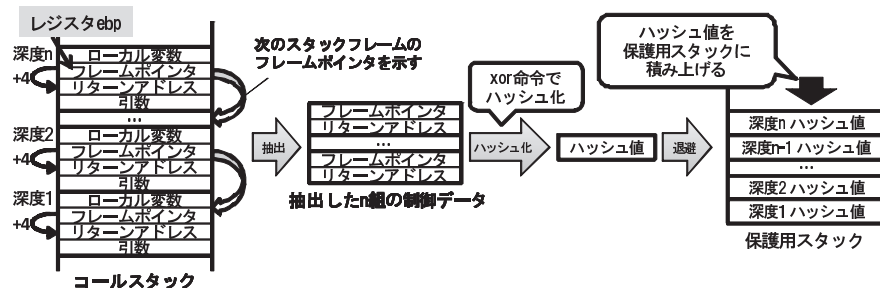 レジスタebp
深度n
+4
ローカル変数
フレームポインタ
リターンアドレス
引数
…
深度2
+4
ローカル変数
フレームポインタ
リターンアドレス
引数
深度1
+4
ローカル変数
フレームポインタ
リターンアドレス
引数
コールスタック
次のスタックフレームの
フレームポインタを示す
抽出
フレームポインタ
リターンアドレス
…
フレームポインタ
リターンアドレス
抽出したn組の制御データ
xor命令で
ハッシュ化
ハッシュ化
ハッシュ値
退避
ハッシュ値を
保護用スタックに
積み上げる
深度n ハッシュ値
深度n-1 ハッシュ値
…
深度2 ハッシュ値
深度1 ハッシュ値
保護用スタック